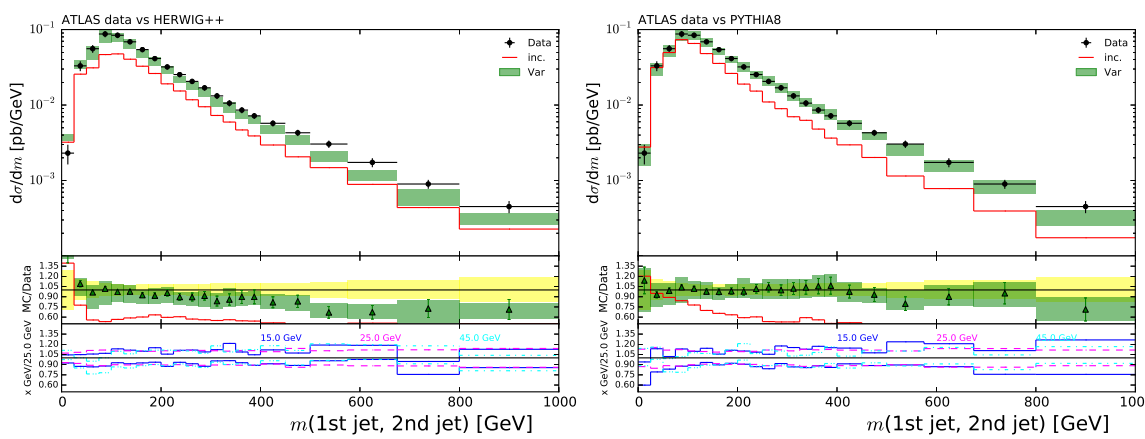 ATLAS data vs HERWIG++
10⁻¹
10⁻²
10⁻³
dσ/dm [pb/GeV]
Data
inc.
Var
1.35
1.20
1.05
0.90
0.75
0.60
MC/Data
1.35
1.20
1.05
0.90
0.75
0.60
x GeV/25.0 GeV
15.0 GeV
25.0 GeV
45.0 GeV
0 200 400 600 800 1000
m(1st jet, 2nd jet) [GeV]
ATLAS data vs PYTHIA8
10⁻¹
10⁻²
10⁻³
dσ/dm [pb/GeV]
Data
inc.
Var
1.35
1.20
1.05
0.90
0.75
0.60
MC/Data
1.35
1.20
1.05
0.90
0.75
0.60
x GeV/25.0 GeV
15.0 GeV
25.0 GeV
45.0 GeV
0 200 400 600 800 1000
m(1st jet, 2nd jet) [GeV]